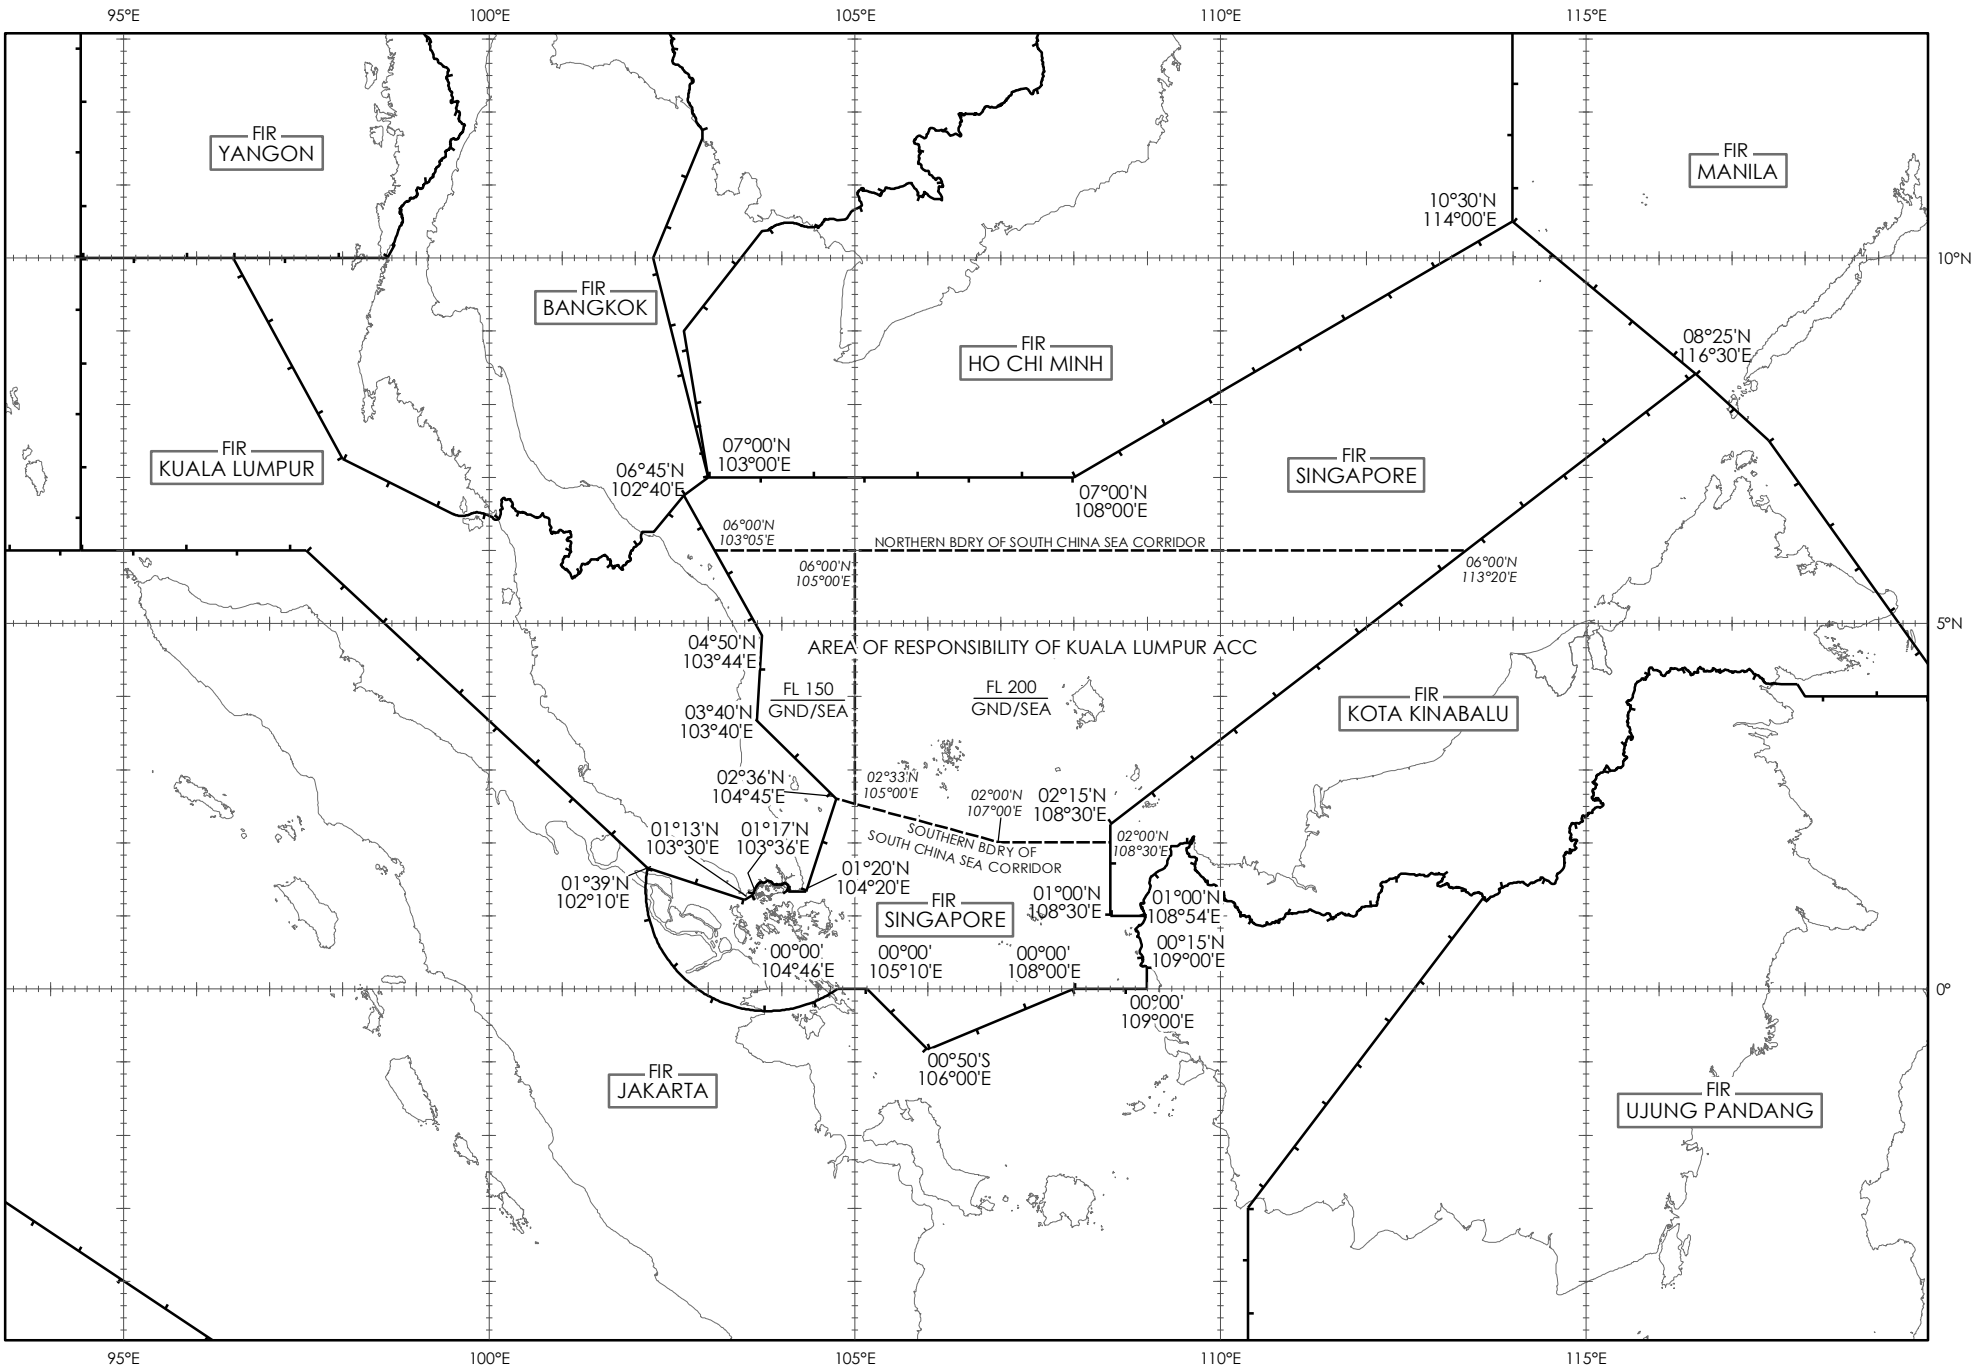 95°E
100°E
105°E
110°E
115°E
FIR
YANGON
FIR
MANILA
10°30'N
114°00'E
10°N
FIR
BANGKOK
FIR
HO CHI MINH
08°25'N
116°30'E
FIR
KUALA LUMPUR
06°45'N
102°40'E
07°00'N
103°00'E
07°00'N
108°00'E
FIR
SINGAPORE
06°00'N
103°05'E
NORTHERN BDRY OF SOUTH CHINA SEA CORRIDOR
06°00'N
105°00'E
06°00'N
113°20'E
5°N
04°50'N
103°44'E
AREA OF RESPONSIBILITY OF KUALA LUMPUR ACC
FL 150
GND/SEA
FL 200
GND/SEA
FIR
KOTA KINABALU
03°40'N
103°40'E
02°36'N
104°45'E
02°33'N
105°00'E
02°00'N
107°00'E
02°15'N
108°30'E
01°13'N
103°30'E
01°17'N
103°36'E
SOUTHERN BDRY OF
SOUTH CHINA SEA CORRIDOR
02°00'N
108°30'E
01°39'N
102°10'E
01°20'N
104°20'E
FIR
SINGAPORE
01°00'N
108°30'E
01°00'N
108°54'E
00°00'
104°46'E
00°00'
105°10'E
00°00'
108°00'E
00°15'N
109°00'E
0°
00°00'
109°00'E
00°50'S
106°00'E
FIR
JAKARTA
FIR
UJUNG PANDANG
95°E
100°E
105°E
110°E
115°E